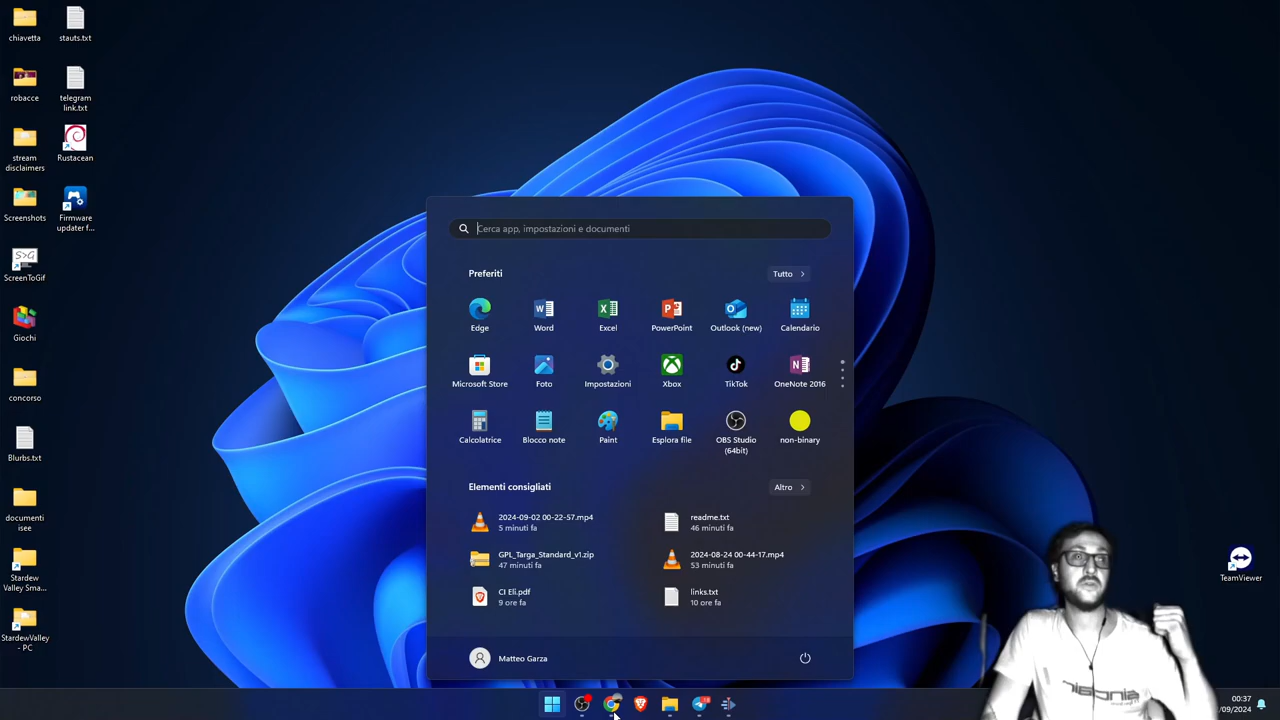 chiavetta
stauts.txt
robacce
telegram
link.txt
stream
disclaimers
Rustacean
Screenshots
Firmware
updater f...
S>G
ScreenToGif
Giochi
concorso
Blurbs.txt
documenti
isee
Stardew
Valley Sma...
StardewValley
- PC
Cerca app, impostazioni e documenti
Preferiti
Tutto
Edge
Word
Excel
PowerPoint
Outlook (new)
Calendario
Microsoft Store
Foto
Impostazioni
Xbox
TikTok
OneNote 2016
Calcolatrice
Blocco note
Paint
Esplora file
OBS Studio
(64bit)
non-binary
Elementi consigliati
Altro
2024-09-02 00-22-57.mp4
5 minuti fa
readme.txt
46 minuti fa
GPL_Targa_Standard_v1.zip
47 minuti fa
2024-08-24 00-44-17.mp4
53 minuti fa
CI Eli.pdf
9 ore fa
links.txt
10 ore fa
Matteo Garza
TeamViewer
00:37
/09/2024